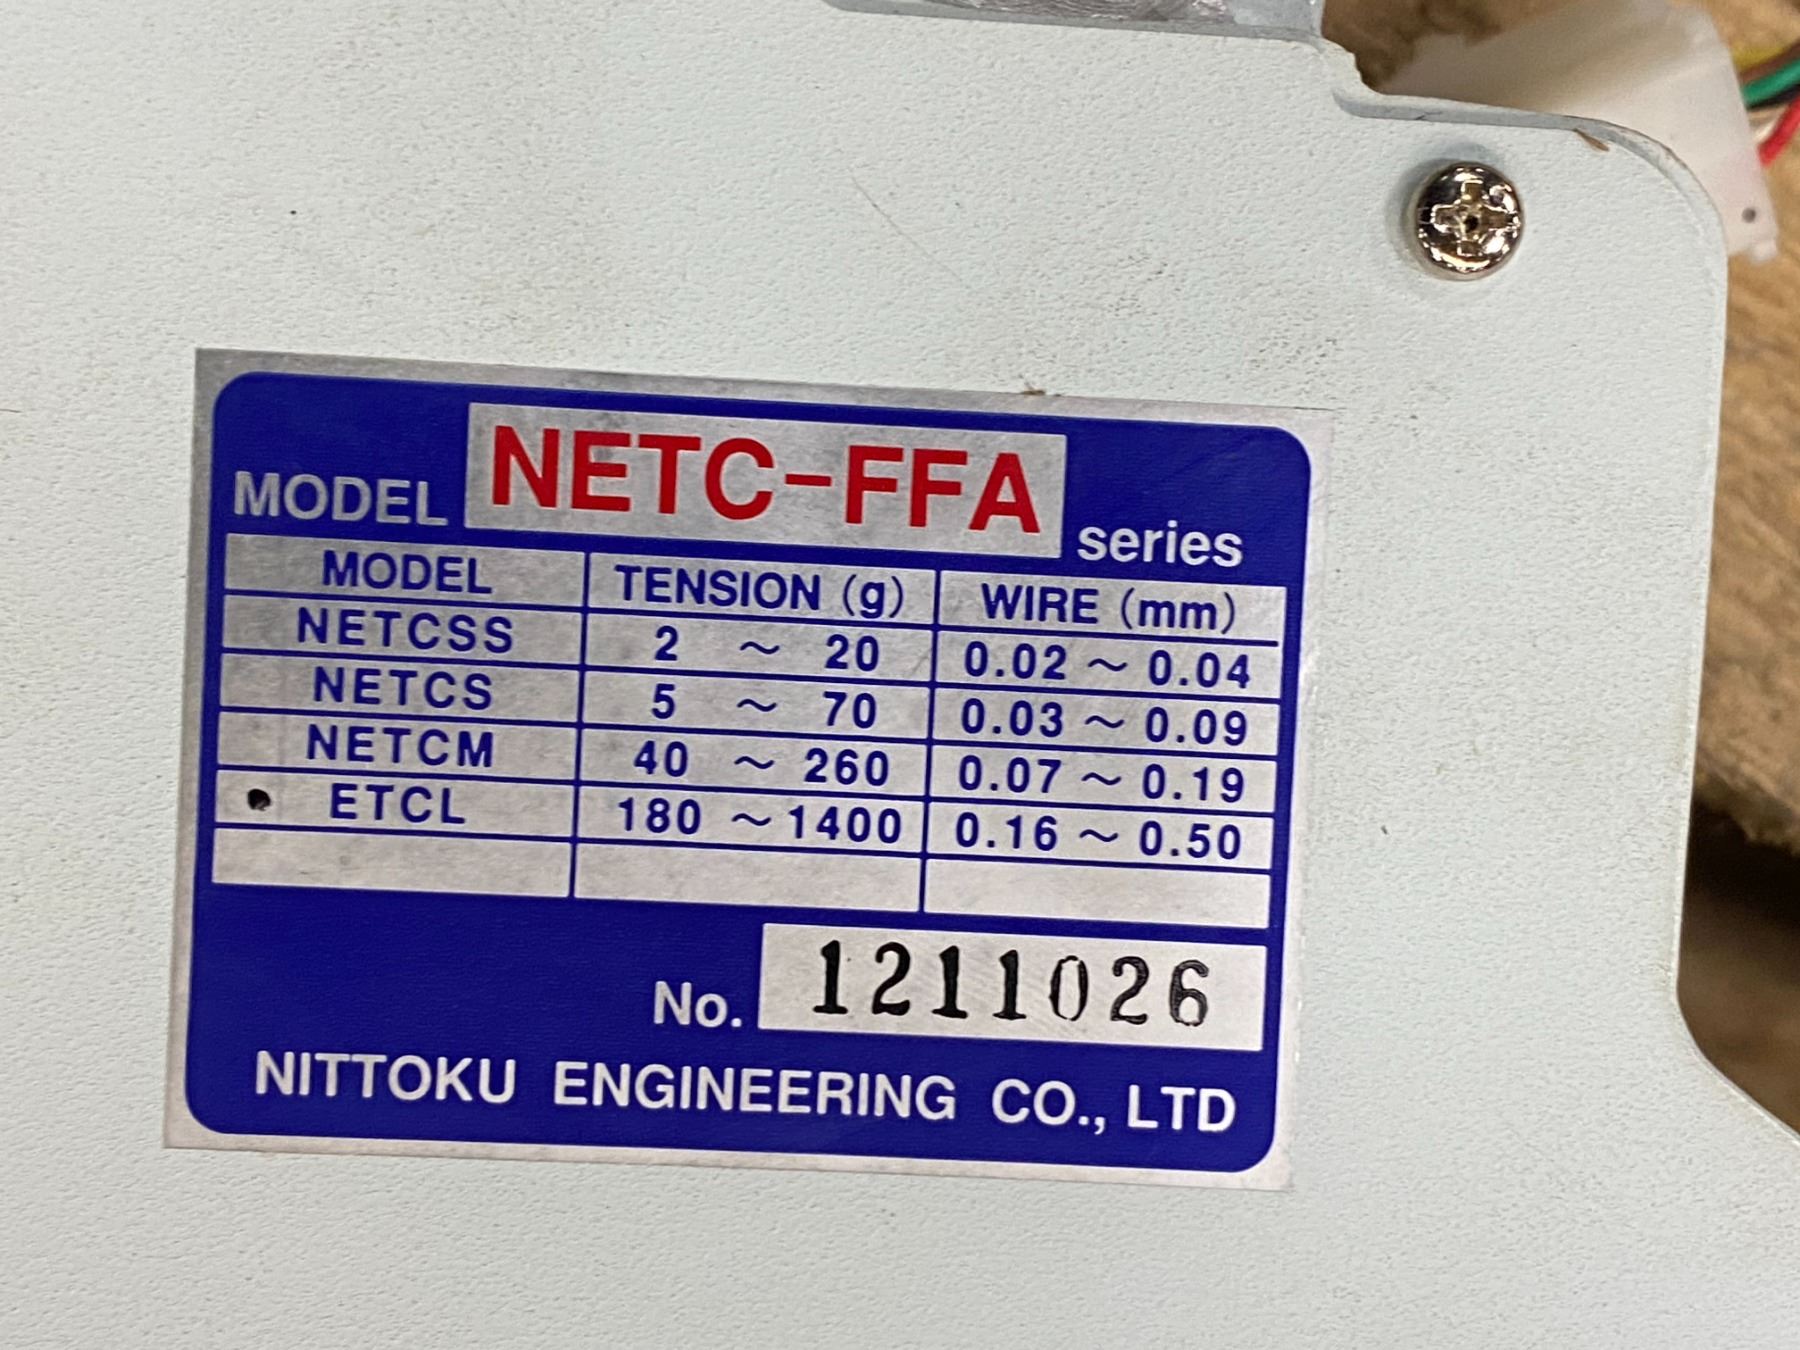 MODEL NETC-FFA series
MODEL TENSION (g) WIRE (mm)
NETCSS 2 ~ 20 0.02 ~ 0.04
NETCS 5 ~ 70 0.03 ~ 0.09
NETCM 40 ~ 260 0.07 ~ 0.19
• ETCL 180 ~ 1400 0.16 ~ 0.50
No. 1211026
NITTOKU ENGINEERING CO., LTD